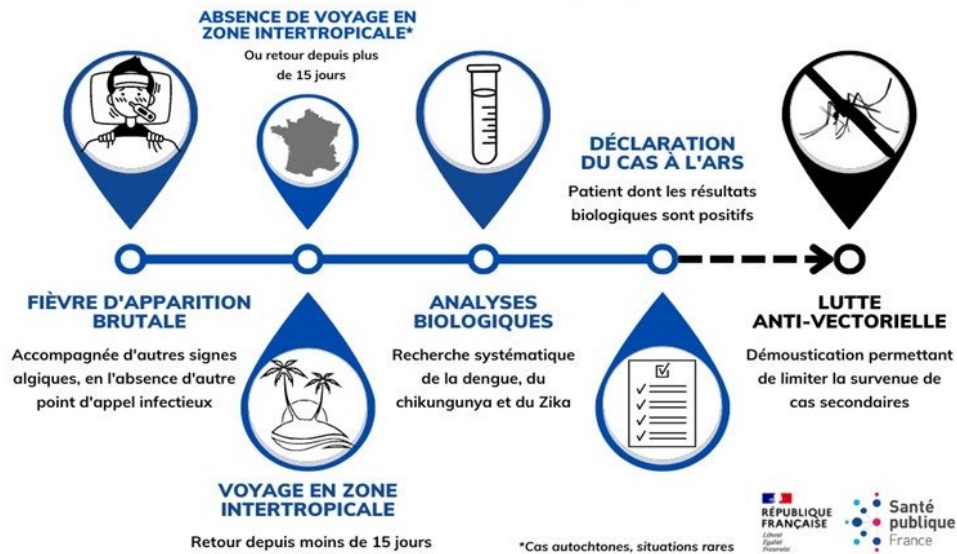 ABSENCE DE VOYAGE EN
ZONE INTERTROPICALE*
Ou retour depuis plus
de 15 jours
DÉCLARATION
DU CAS À L'ARS
Patient dont les résultats
biologiques sont positifs
FIÈVRE D'APPARITION
BRUTALE
Accompagnée d'autres signes
algiques, en l'absence d'autre
point d'appel infectieux
ANALYSES
BIOLOGIQUES
Recherche systématique
de la dengue, du
chikungunya et du Zika
LUTTE
ANTI-VECTORIELLE
Démoustication permettant
de limiter la survenue de
cas secondaires
VOYAGE EN ZONE
INTERTROPICALE
Retour depuis moins de 15 jours
*Cas autochtones, situations rares
RÉPUBLIQUE
FRANÇAISE
Liberté
Égalité
Fraternité
Santé
publique
France